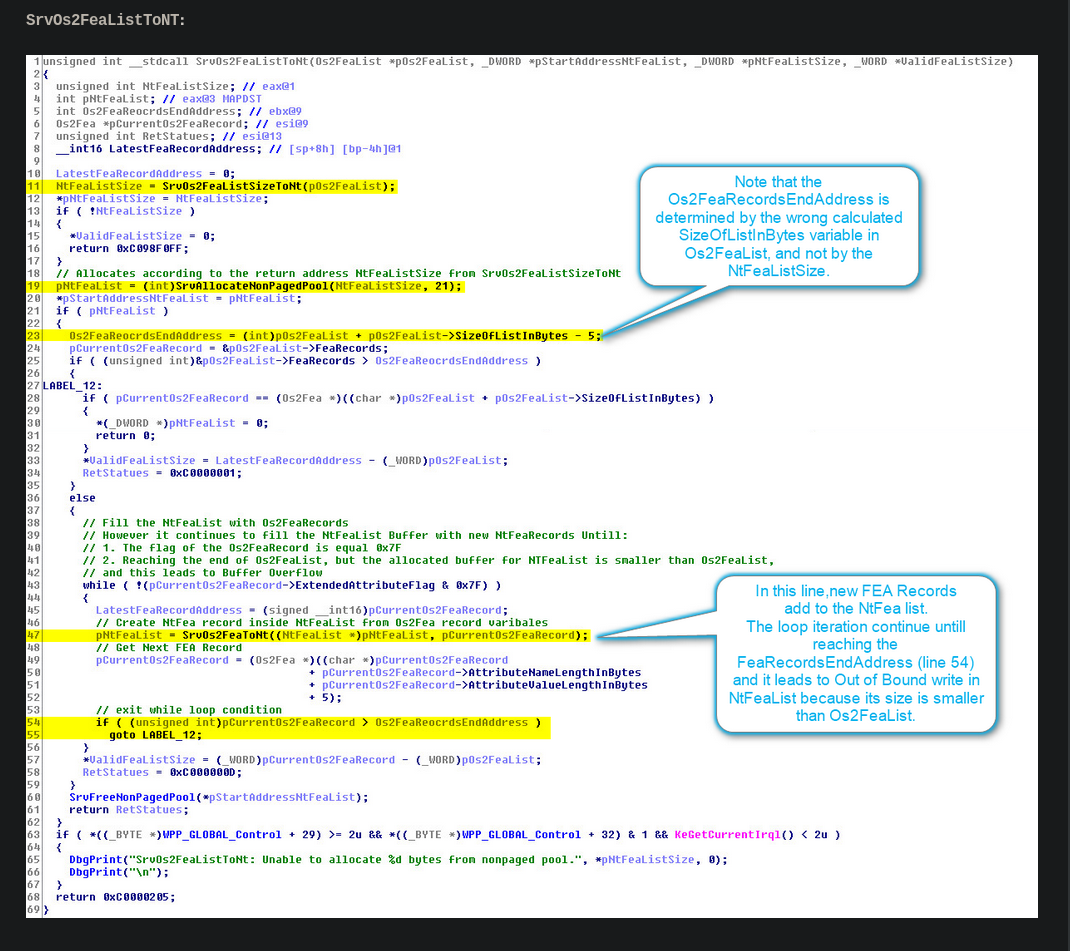 SrvOs2FeaListToNT:
1 unsigned int __stdcall SrvOs2FeaListToNt(Os2FeaList *pOs2FeaList, _DWORD *pStartAddressNtFeaList, _DWORD *pNtFeaListSize, _WORD *ValidFeaListSize)
2 {
3   unsigned int NtFeaListSize; // eax@1
4   int pNtFeaList; // eax@3 MAPDST
5   int Os2FeaReocrdsEndAddress; // ebx@9
6   Os2Fea *pCurrentOs2FeaRecord; // esi@9
7   unsigned int RetStatues; // esi@13
8   __int16 LatestFeaRecordAddress; // [sp+8h] [bp-4h]@1
9
10   LatestFeaRecordAddress = 0;
11   NtFeaListSize = SrvOs2FeaListSizeToNt(pOs2FeaList);
12   *pNtFeaListSize = NtFeaListSize;
13   if ( !NtFeaListSize )
14   {
15     *ValidFeaListSize = 0;
16     return 0xC098F0FF;
17   }
18   // Allocates according to the return address NtFeaListSize from SrvOs2FeaListSizeToNt
19   pNtFeaList = (int)SrvAllocateNonPagedPool(NtFeaListSize, 21);
20   *pStartAddressNtFeaList = pNtFeaList;
21   if ( pNtFeaList )
22   {
23     Os2FeaReocrdsEndAddress = (int)pOs2FeaList + pOs2FeaList->SizeOfListInBytes - 5;
24     pCurrentOs2FeaRecord = &pOs2FeaList->FeaRecords;
25     if ( (unsigned int)&pOs2FeaList->FeaRecords > Os2FeaReocrdsEndAddress )
26     {
27 LABEL_12:
28       if ( pCurrentOs2FeaRecord == (Os2Fea *)((char *)pOs2FeaList + pOs2FeaList->SizeOfListInBytes) )
29       {
30         *(_DWORD *)pNtFeaList = 0;
31         return 0;
32       }
33       *ValidFeaListSize = LatestFeaRecordAddress - (_WORD)pOs2FeaList;
34       RetStatues = 0xC0000001;
35     }
36     else
37     {
38       // Fill the NtFeaList with Os2FeaRecords
39       // However it continues to fill the NtFeaList Buffer with new NtFeaRecords Untill:
40       // 1. The flag of the Os2FeaRecord is equal 0x7F
41       // 2. Reaching the end of Os2FeaList, but the allocated buffer for NTFeaList is smaller than Os2FeaList,
42       // and this leads to Buffer Overflow
43       while ( !(pCurrentOs2FeaRecord->ExtendedAttributeFlag & 0x7F) )
44       {
45         LatestFeaRecordAddress = (signed __int16)pCurrentOs2FeaRecord;
46         // Create NtFea record inside NtFeaList from Os2Fea record varibales
47         pNtFeaList = SrvOs2FeaToNt((NtFeaList *)pNtFeaList, pCurrentOs2FeaRecord);
48         // Get Next FEA Record
49         pCurrentOs2FeaRecord = (Os2Fea *)((char *)pCurrentOs2FeaRecord
50                                         + pCurrentOs2FeaRecord->AttributeNameLengthInBytes
51                                         + pCurrentOs2FeaRecord->AttributeValueLengthInBytes
52                                         + 5);
53         // exit while loop condition
54         if ( (unsigned int)pCurrentOs2FeaRecord > Os2FeaReocrdsEndAddress )
55           goto LABEL_12;
56       }
57       *ValidFeaListSize = (_WORD)pCurrentOs2FeaRecord - (_WORD)pOs2FeaList;
58       RetStatues = 0xC000000D;
59     }
60     SrvFreeNonPagedPool(*pStartAddressNtFeaList);
61     return RetStatues;
62   }
63   if ( *((_BYTE *)WPP_GLOBAL_Control + 29) >= 2u && *((_BYTE *)WPP_GLOBAL_Control + 32) & 1 && KeGetCurrentIrql() < 2u )
64   {
65     DbgPrint("SrvOs2FeaListToNt: Unable to allocate %d bytes from nonpaged pool.", *pNtFeaListSize, 0);
66     DbgPrint("\n");
67   }
68   return 0xC0000205;
69 }
Note that the
Os2FeaRecordsEndAddress is
determined by the wrong calculated
SizeOfListInBytes variable in
Os2FeaList, and not by the
NtFeaListSize.
In this line,new FEA Records
add to the NtFea list.
The loop iteration continue untill
reaching the
FeaRecordsEndAddress (line 54)
and it leads to Out of Bound write in
NtFeaList because its size is smaller
than Os2FeaList.